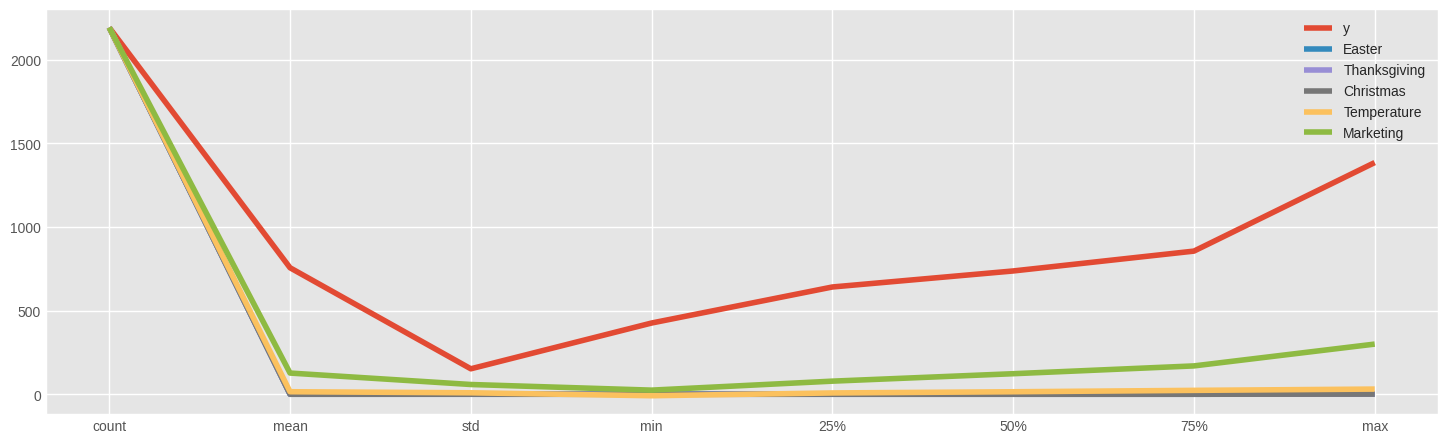 2000
1500
1000
500
0
count mean std min 25% 50% 75% max
y
Easter
Thanksgiving
Christmas
Temperature
Marketing